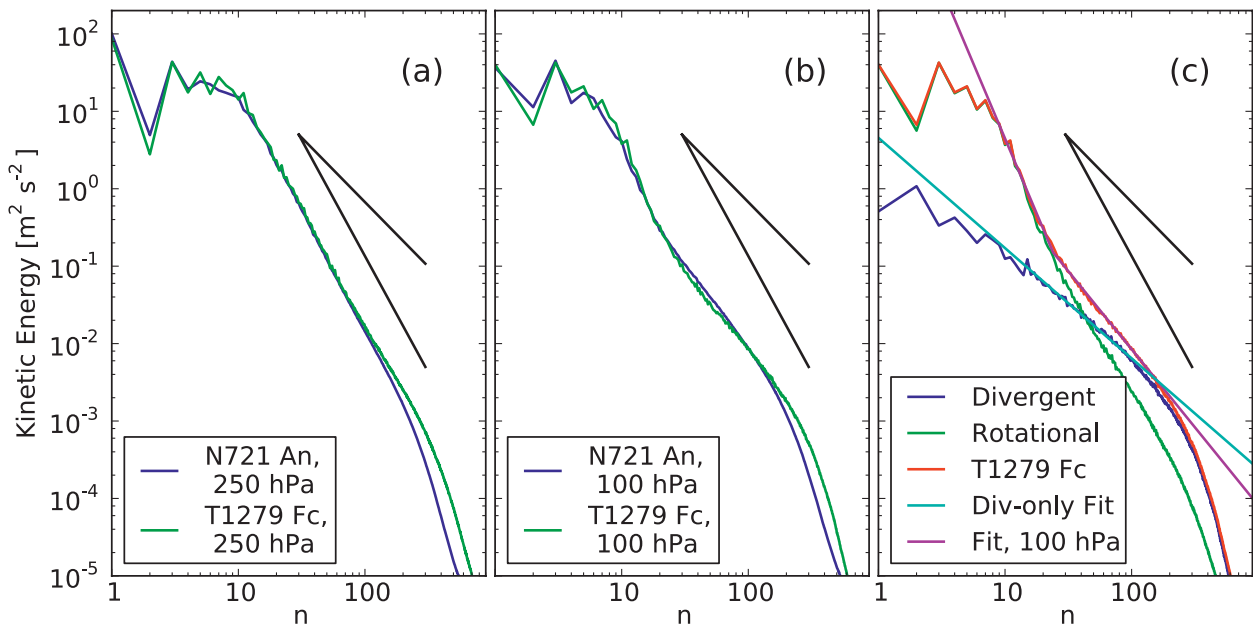 Kinetic Energy [m² s⁻²]
10²
10¹
10⁰
10⁻¹
10⁻²
10⁻³
10⁻⁴
10⁻⁵
(a)
N721 An,
250 hPa
T1279 Fc,
250 hPa
1
10
100
n
(b)
N721 An,
100 hPa
T1279 Fc,
100 hPa
10
100
n
(c)
Divergent
Rotational
T1279 Fc
Div-only Fit
Fit, 100 hPa
1
10
100
n